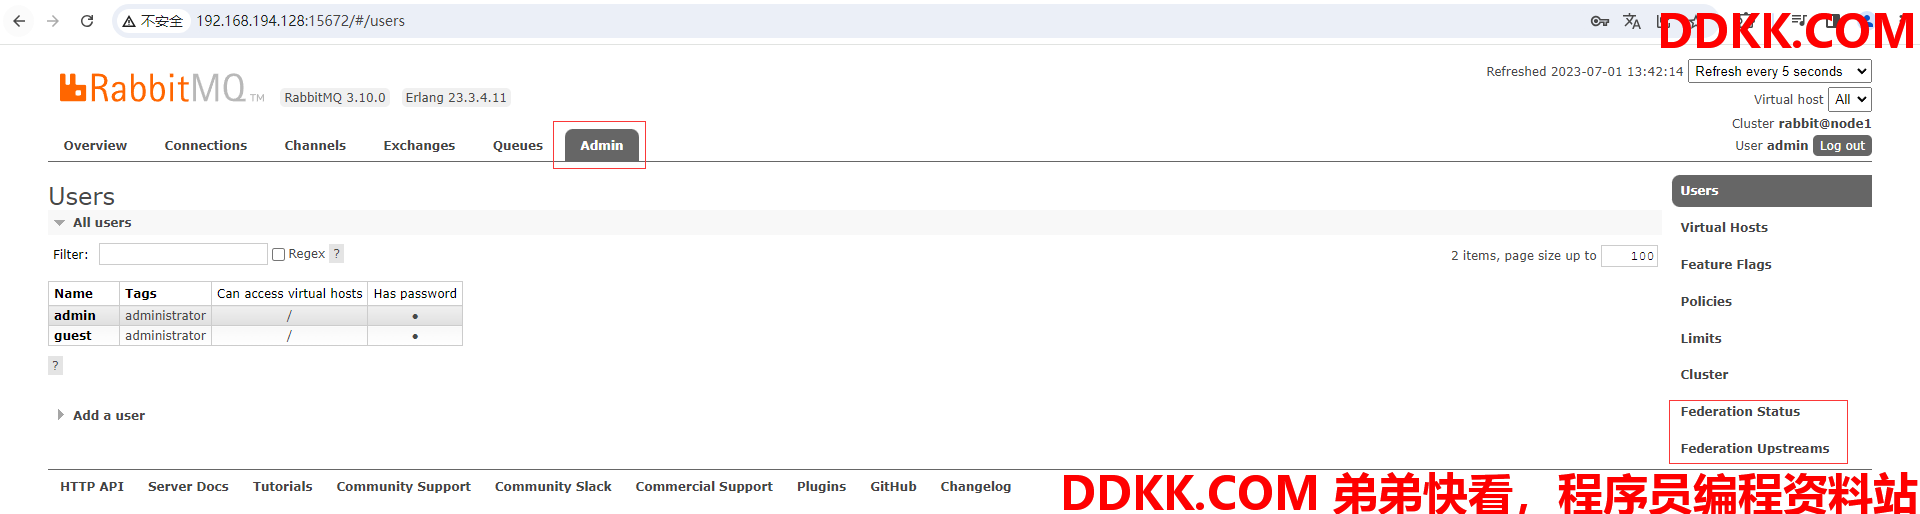 不安全 192.168.194.128:15672/#/users
DDKK.COM
RabbitMQ TM RabbitMQ 3.10.0 Erlang 23.3.4.11
Refreshed 2023-07-01 13:42:14 Refresh every 5 seconds
Virtual host All
Cluster rabbit@node1
User admin Log out
Overview Connections Channels Exchanges Queues Admin
Users
All users
Filter: Regex ?
2 items, page size up to 100
Name Tags Can access virtual hosts Has password
admin administrator / ●
guest administrator / ●
?
Add a user
Users
Virtual Hosts
Feature Flags
Policies
Limits
Cluster
Federation Status
Federation Upstreams
HTTP API Server Docs Tutorials Community Support Community Slack Commercial Support Plugins GitHub Changelog
DDKK.COM 弟弟快看，程序员编程资料站